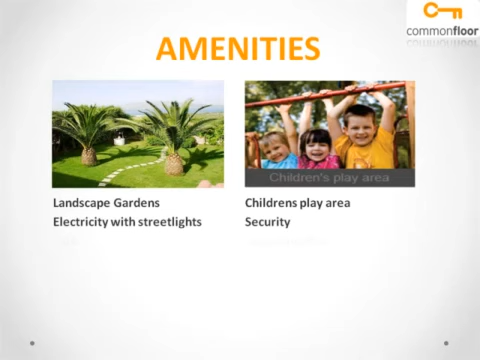 commonfloor
AMENITIES
Children's play area
Landscape Gardens
Electricity with streetlights
Childrens play area
Security